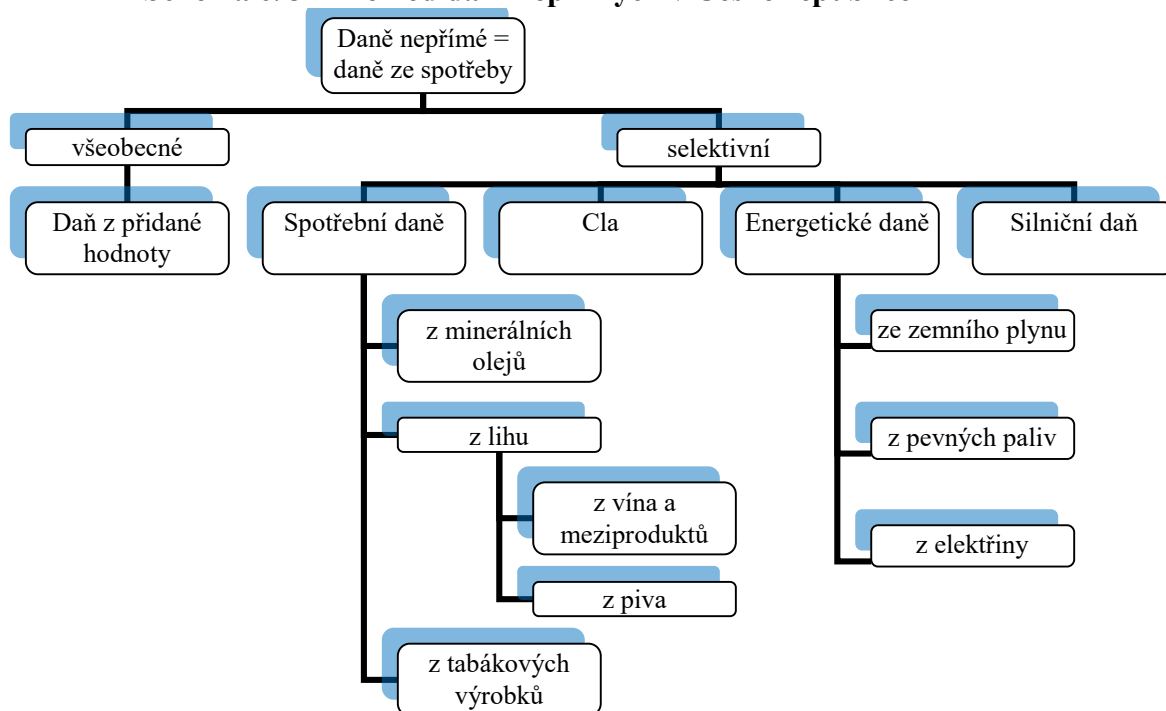 Daně nepřímé =
daně ze spotřeby
všeobecné
selektivní
Daň z přidané
hodnoty
Spotřební daně
Cla
Energetické daně
Silniční daň
z minerálních
olejů
z lihu
z vína a
meziproduktů
z piva
z tabákových
výrobků
ze zemního plynu
z pevných paliv
z elektřiny